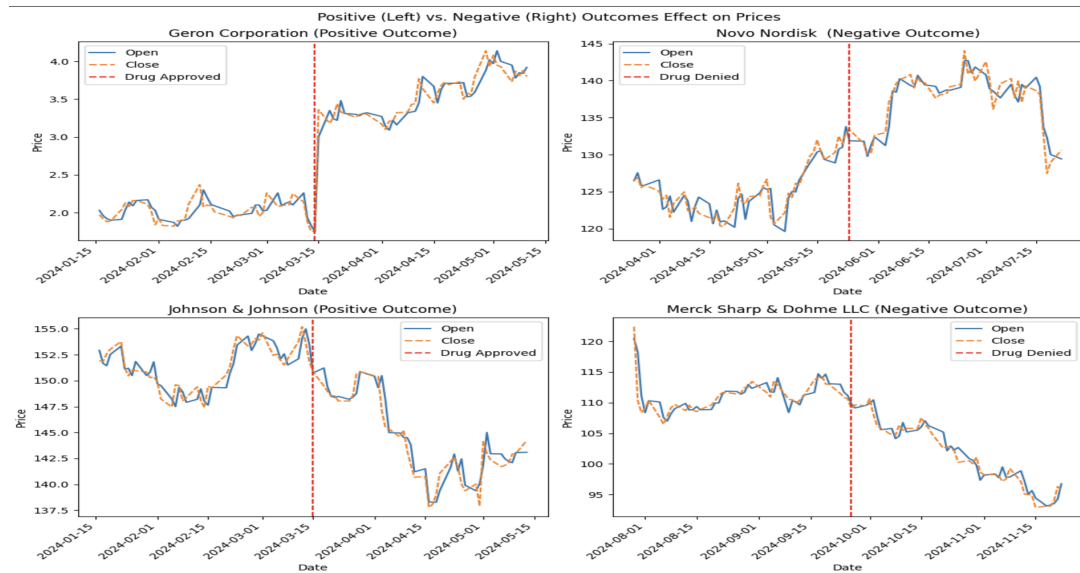 Positive (Left) vs. Negative (Right) Outcomes Effect on Prices
Geron Corporation (Positive Outcome)
Open
Close
Drug Approved
Price
4.0
3.5
3.0
2.5
2.0
2024-01-15
2024-02-01
2024-02-15
2024-03-01
2024-03-15
2024-04-01
2024-04-15
2024-05-01
2024-05-15
Date
Novo Nordisk (Negative Outcome)
Open
Close
Drug Denied
Price
145
140
135
130
125
120
2024-04-01
2024-04-15
2024-05-01
2024-05-15
2024-06-01
2024-06-15
2024-07-01
2024-07-15
Date
Johnson & Johnson (Positive Outcome)
Open
Close
Drug Approved
Price
155.0
152.5
150.0
147.5
145.0
142.5
140.0
137.5
2024-01-15
2024-02-01
2024-02-15
2024-03-01
2024-03-15
2024-04-01
2024-04-15
2024-05-01
2024-05-15
Date
Merck Sharp & Dohme LLC (Negative Outcome)
Open
Close
Drug Denied
Price
120
115
110
105
100
95
2024-08-01
2024-08-15
2024-09-01
2024-09-15
2024-10-01
2024-10-15
2024-11-01
2024-11-15
Date